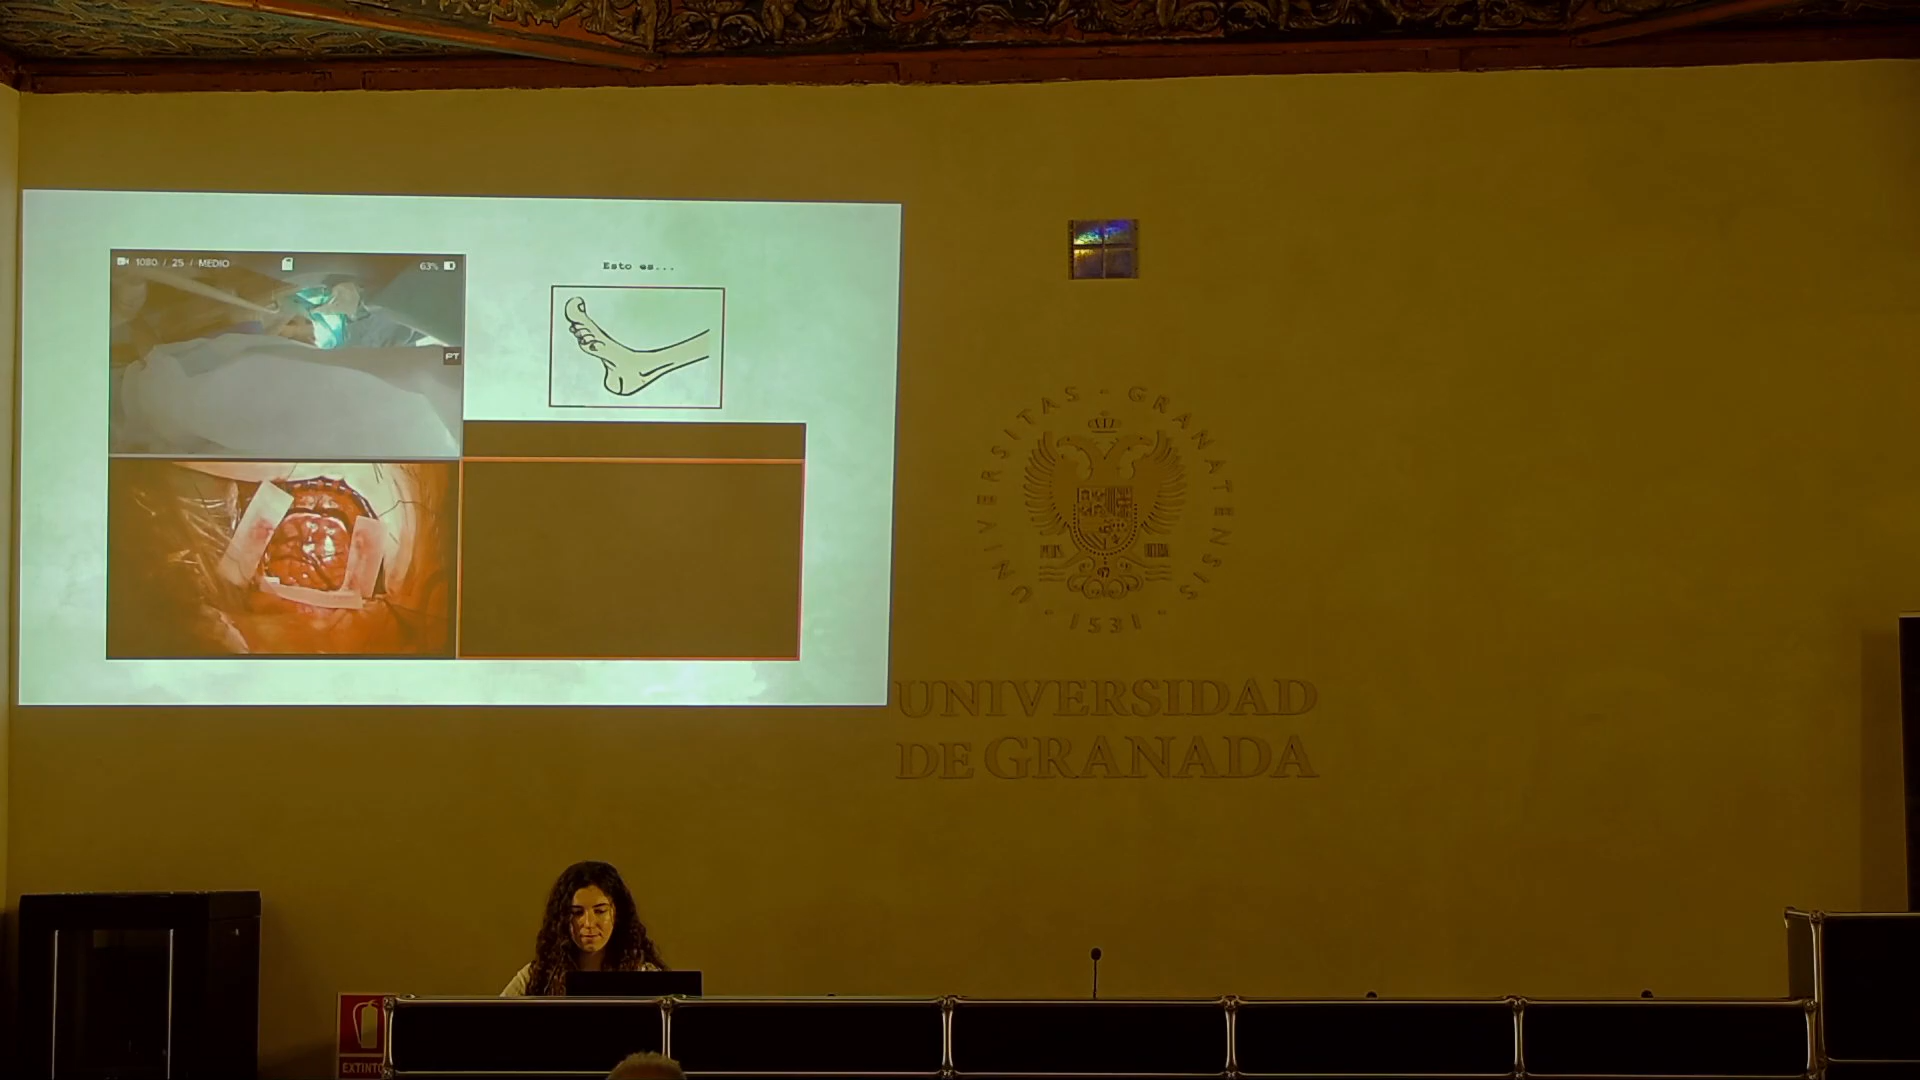 1080 / 25 / MEDIO
63%
PT
Esto es...
UNIVERSITAS · GRANATENSIS · 1531 ·
UNIVERSIDAD
DE GRANADA
EXTINTO